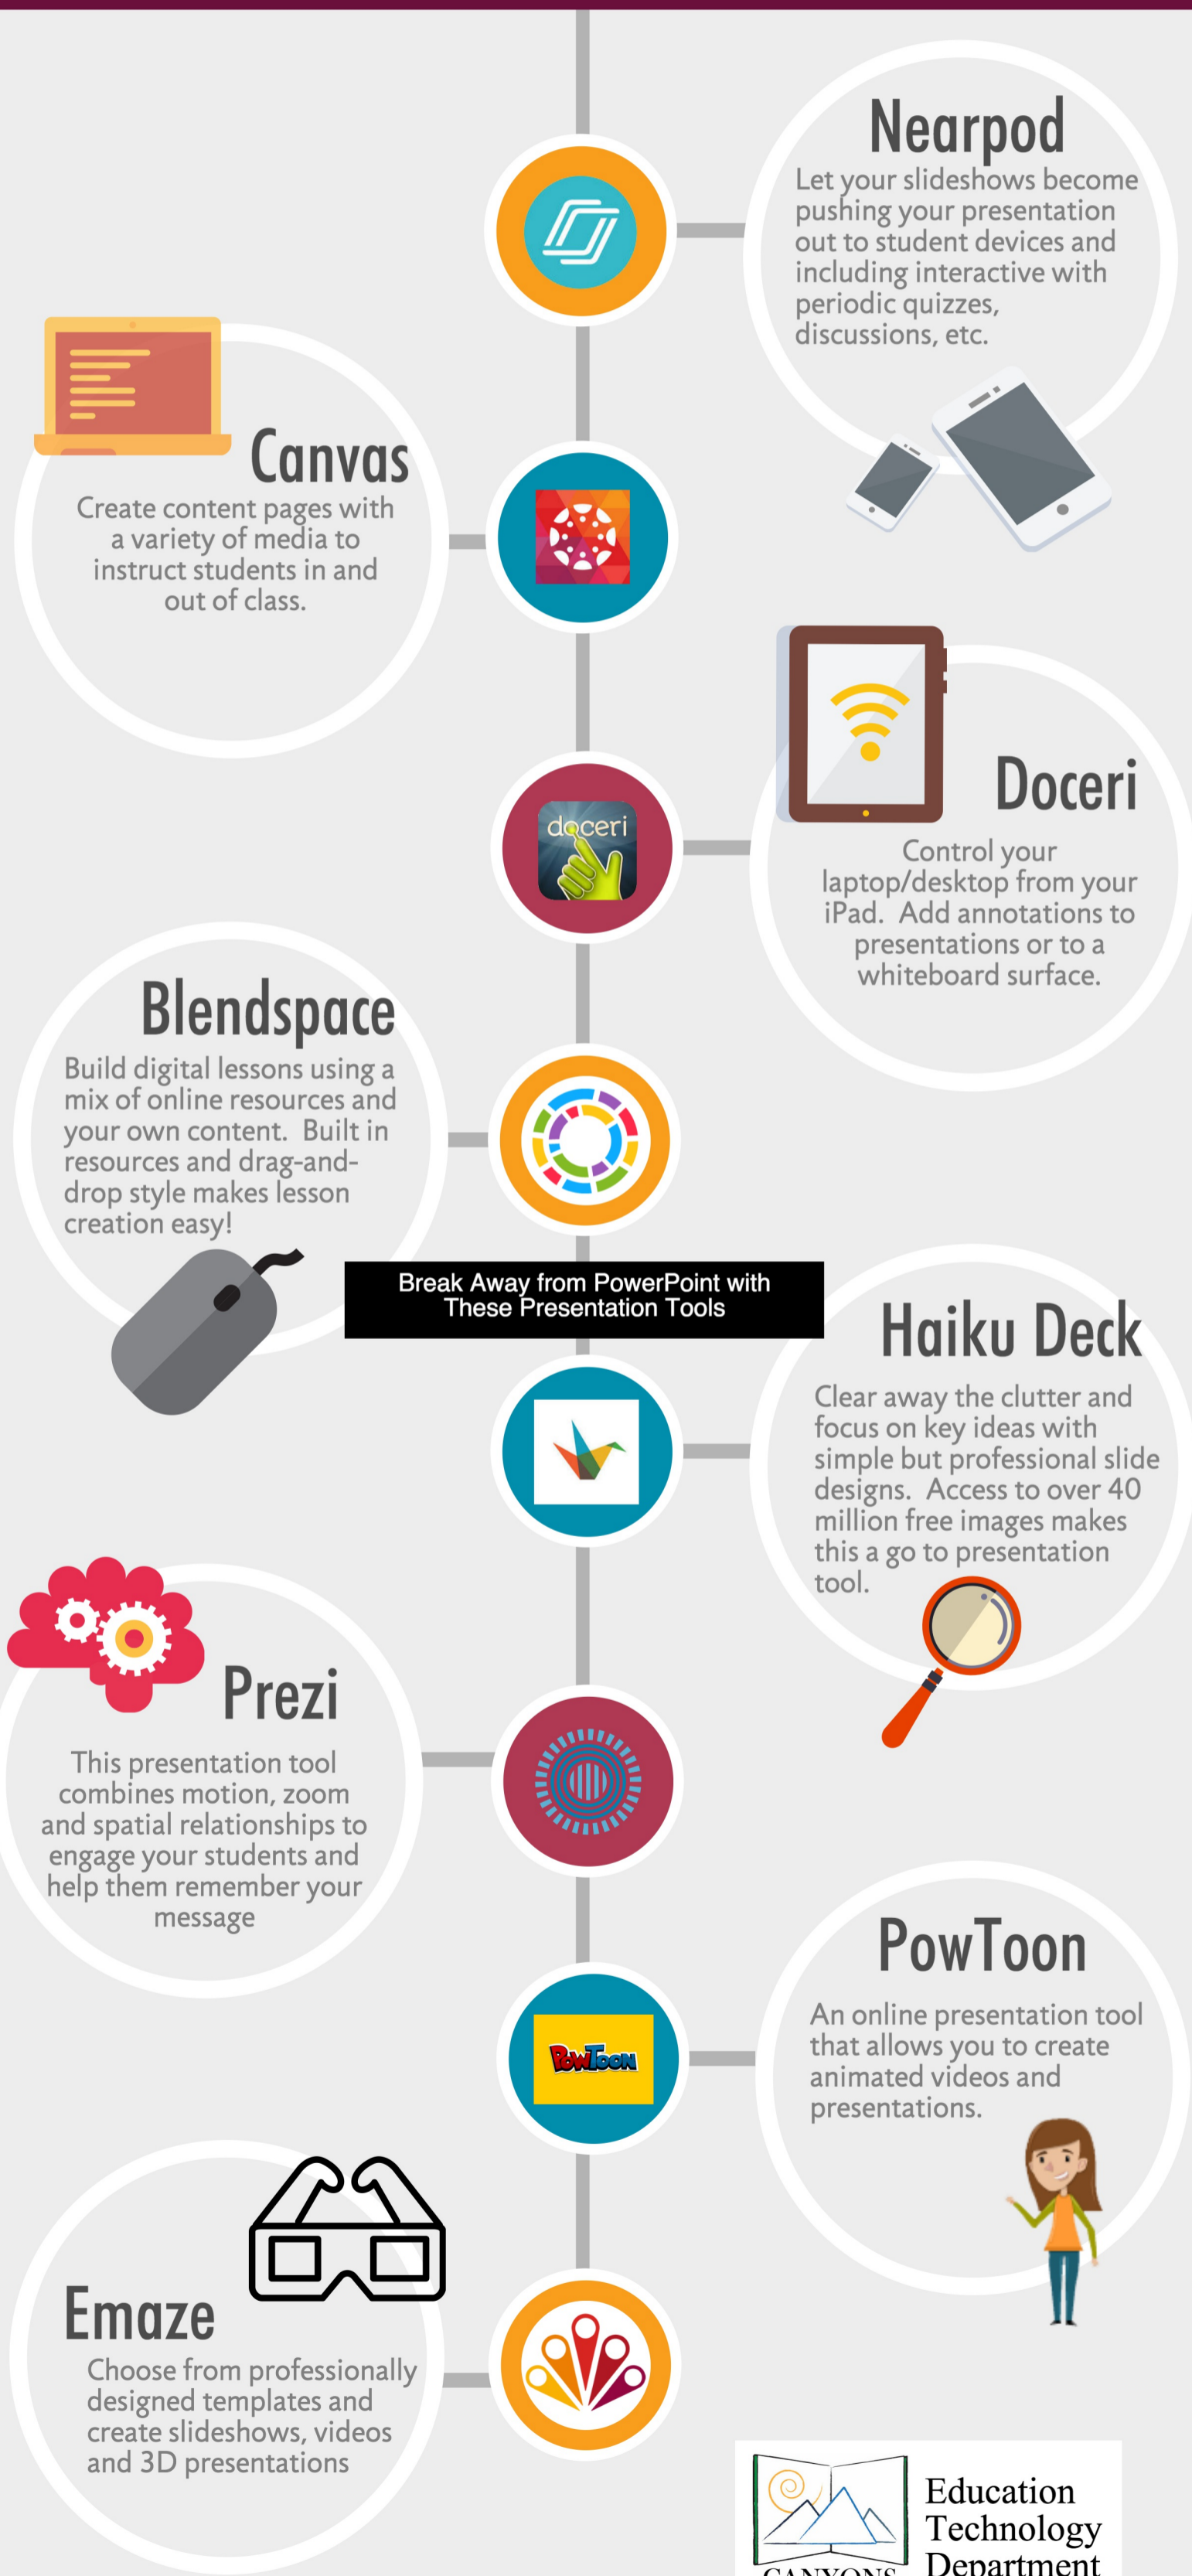 Nearpod
Let your slideshows become
pushing your presentation
out to student devices and
including interactive with
periodic quizzes,
discussions, etc.
Canvas
Create content pages with
a variety of media to
instruct students in and
out of class.
doceri
Doceri
Control your
laptop/desktop from your
iPad. Add annotations to
presentations or to a
whiteboard surface.
Blendspace
Build digital lessons using a
mix of online resources and
your own content. Built in
resources and drag-and-
drop style makes lesson
creation easy!
Break Away from PowerPoint with
These Presentation Tools
Haiku Deck
Clear away the clutter and
focus on key ideas with
simple but professional slide
designs. Access to over 40
million free images makes
this a go to presentation
tool.
Prezi
This presentation tool
combines motion, zoom
and spatial relationships to
engage your students and
help them remember your
message
POWTOON
PowToon
An online presentation tool
that allows you to create
animated videos and
presentations.
Emaze
Choose from professionally
designed templates and
create slideshows, videos
and 3D presentations
Education
Technology
Department
CANYONS